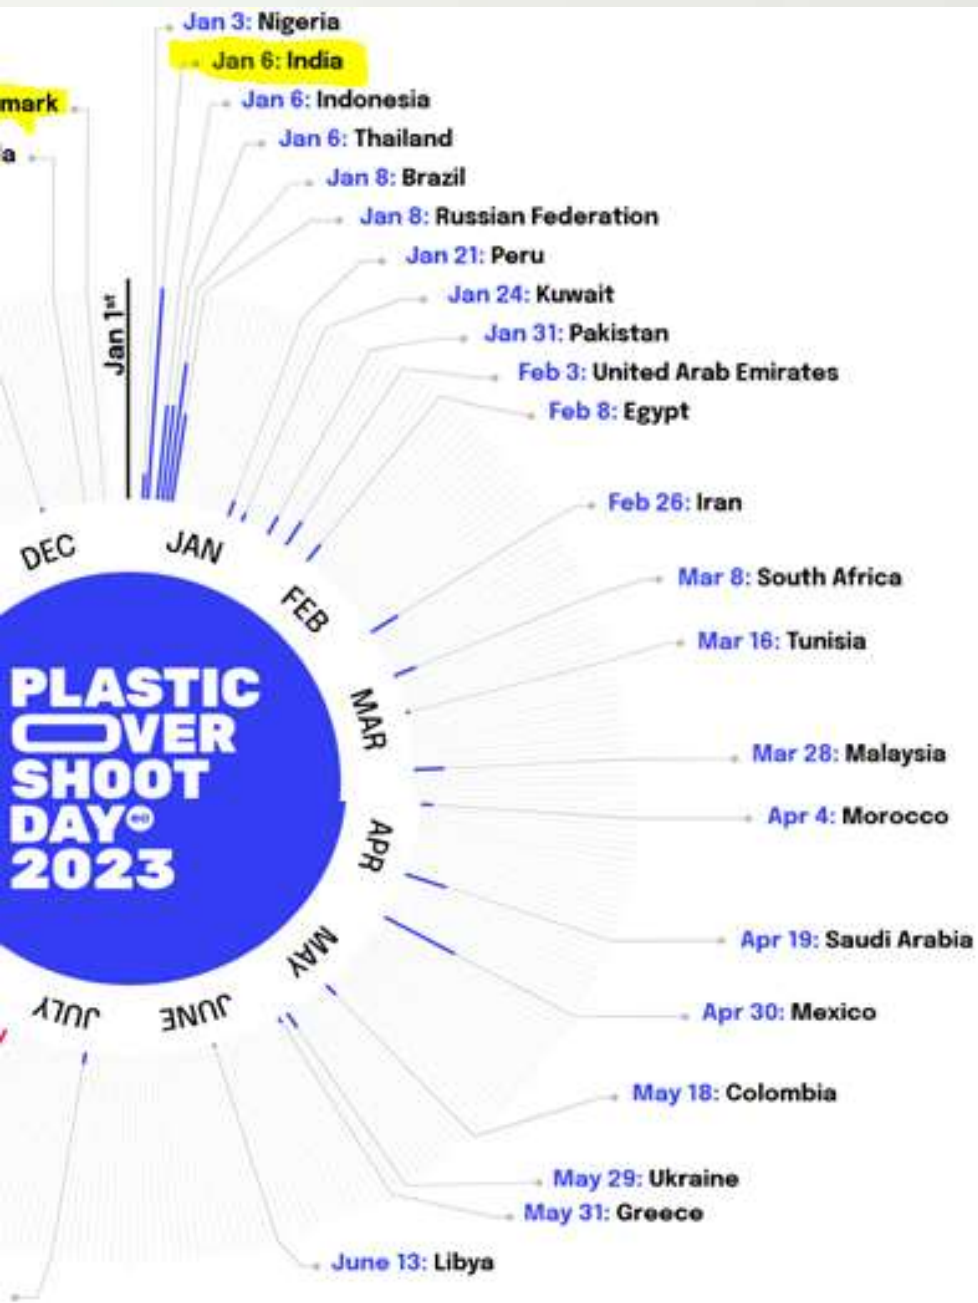 Jan 3: Nigeria
Jan 6: India
mark
Jan 6: Indonesia
Jan 6: Thailand
a
Jan 8: Brazil
Jan 8: Russian Federation
Jan 21: Peru
Jan 24: Kuwait
Jan 31: Pakistan
Feb 3: United Arab Emirates
Feb 8: Egypt
Jan 1st
Feb 26: Iran
Mar 8: South Africa
Mar 16: Tunisia
Mar 28: Malaysia
Apr 4: Morocco
Apr 19: Saudi Arabia
Apr 30: Mexico
May 18: Colombia
May 29: Ukraine
May 31: Greece
June 13: Libya
DEC
JAN
FEB
MAR
APR
MAY
JUNE
JULY
PLASTIC
OVER
SHOOT
DAY
2023